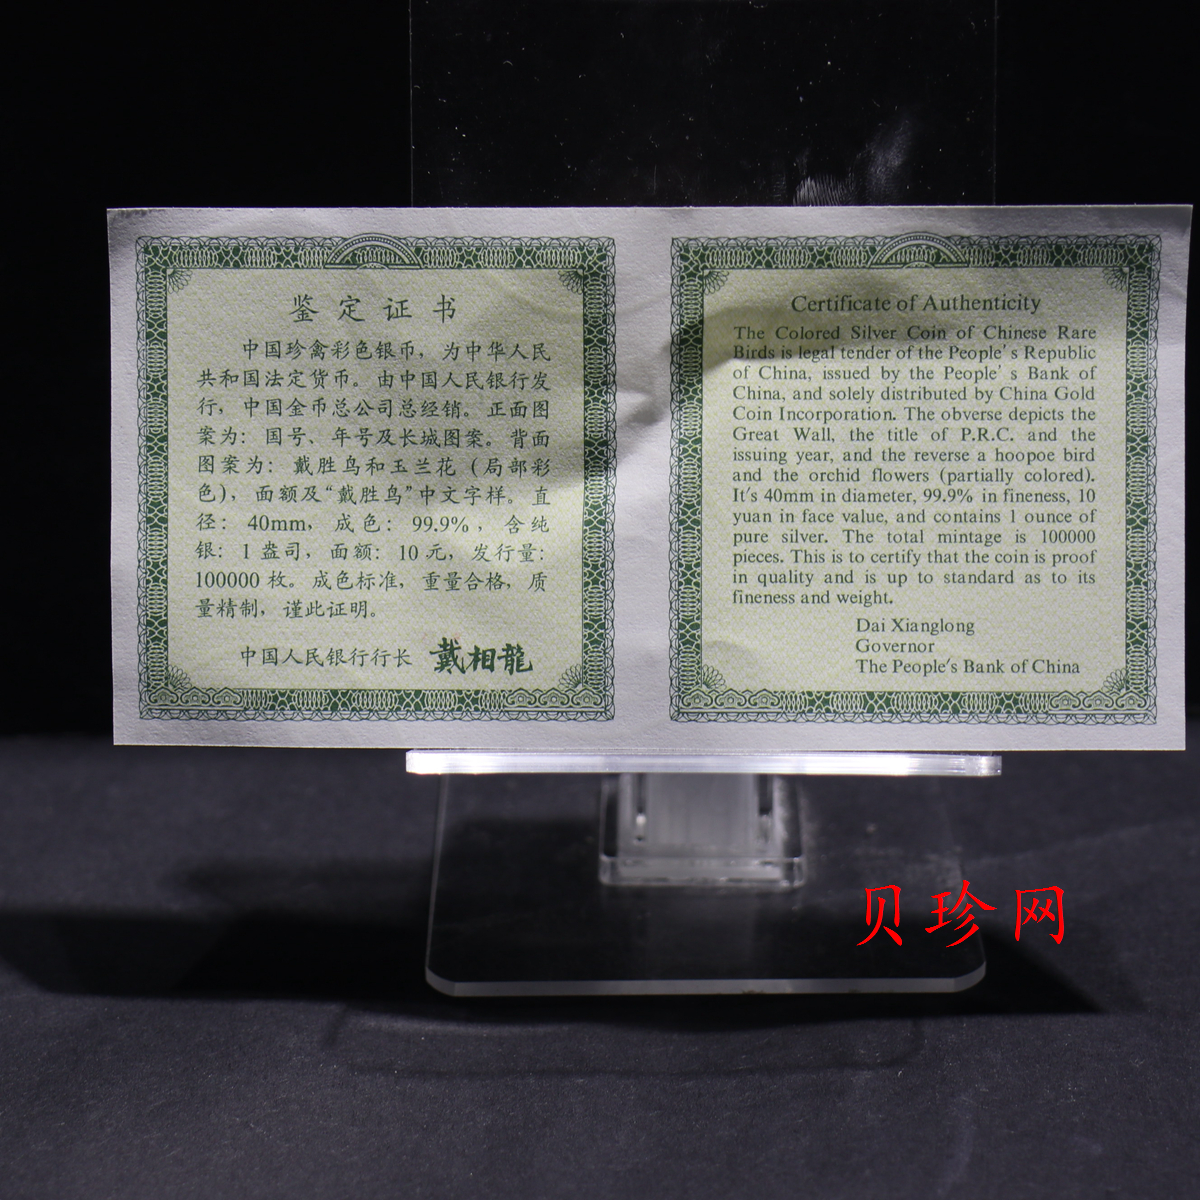 鉴定证书
中国珍禽彩色银币，为中华人民
共和国法定货币。由中国人民银行发
行，中国金币总公司总经销。正面图
案为：国号、年号及长城图案。背面
图案为：戴胜鸟和玉兰花（局部彩
色），面额及“戴胜鸟”中文字样。直
径：40mm，成色：99.9%，含纯
银：1盎司，面额：10元，发行量：
100000枚。成色标准，重量合格，质
量精制，谨此证明。
中国人民银行行长 戴相龍
Certificate of Authenticity
The Colored Silver Coin of Chinese Rare
Birds is legal tender of the People's Republic
of China, issued by the People's Bank of
China, and solely distributed by China Gold
Coin Incorporation. The obverse depicts the
Great Wall, the title of P.R.C. and the
issuing year, and the reverse a hoopoe bird
and the orchid flowers (partially colored).
It's 40mm in diameter, 99.9% in fineness, 10
yuan in face value, and contains 1 ounce of
pure silver. The total mintage is 100000
pieces. This is to certify that the coin is proof
in quality and is up to standard as to its
fineness and weight.
Dai Xianglong
Governor
The People's Bank of China
贝珍网